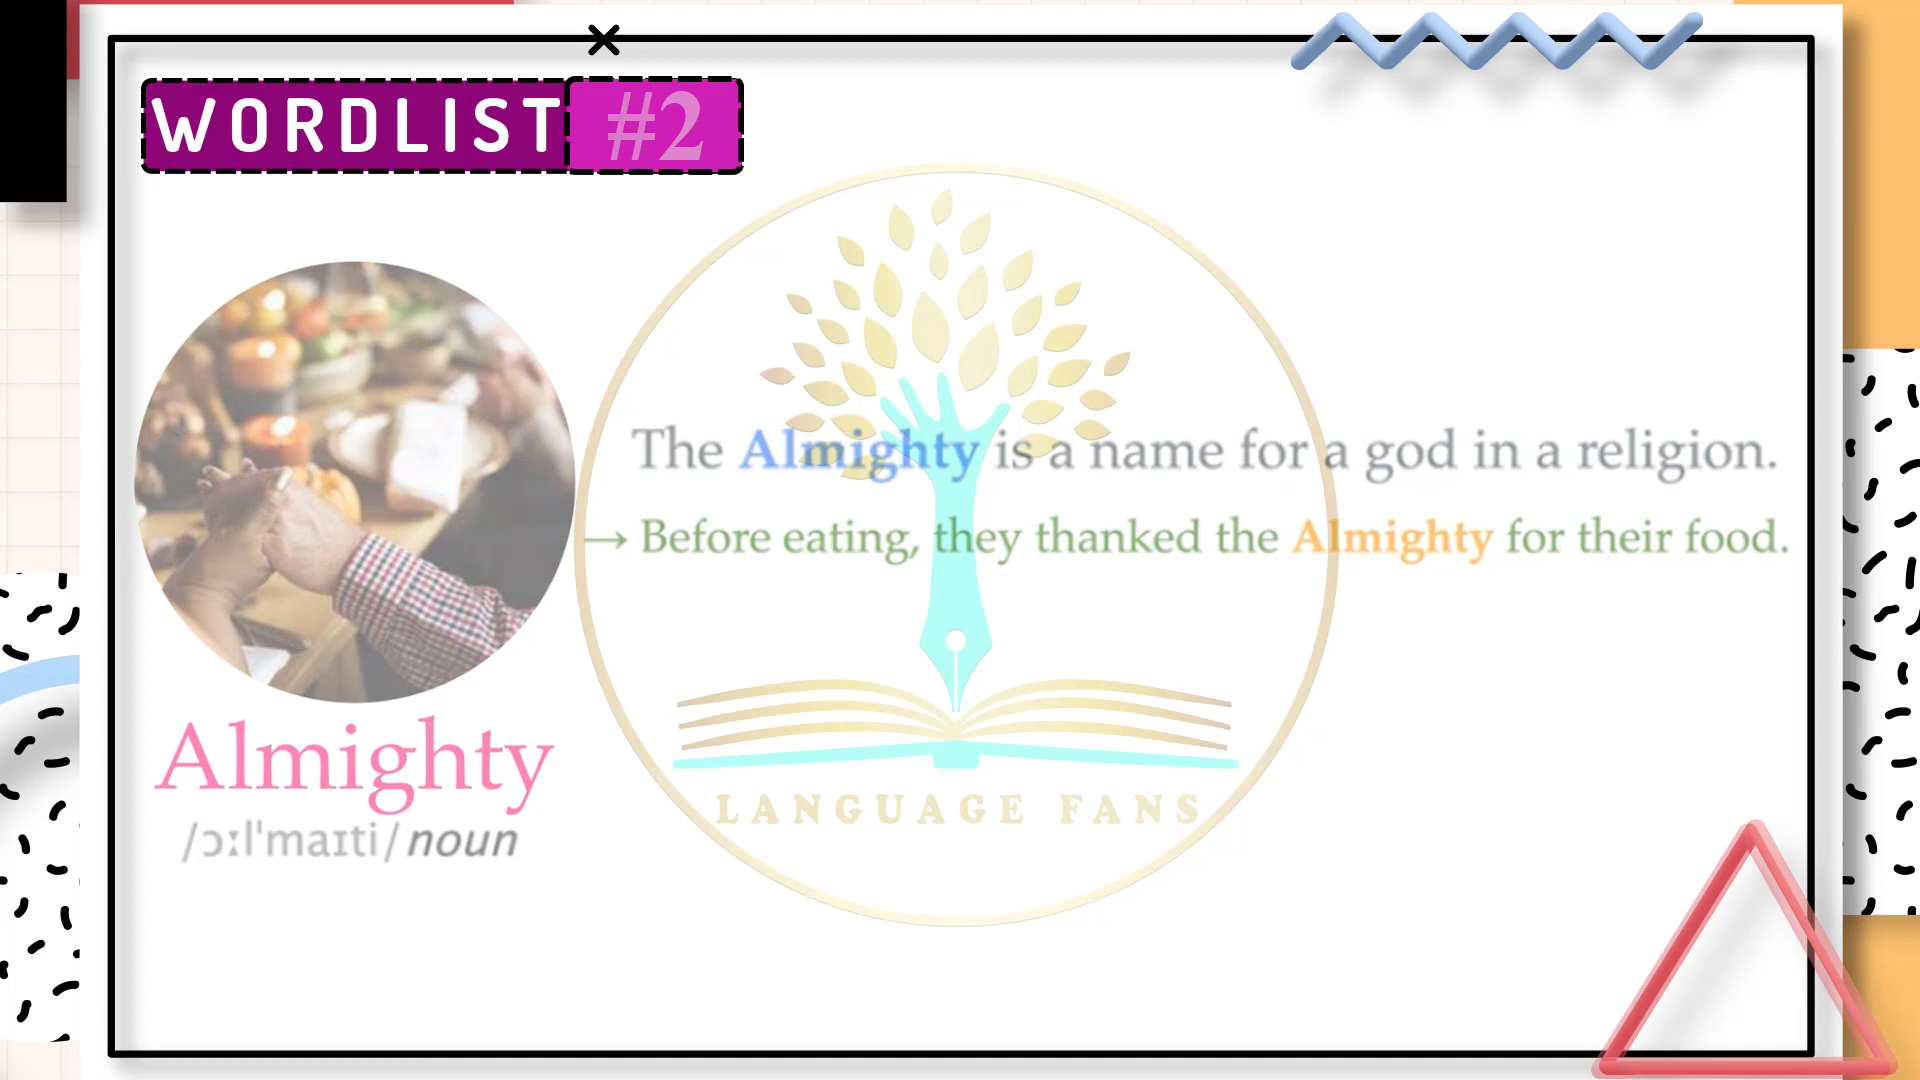 WORDLIST #2
The Almighty is a name for a god in a religion.
→ Before eating, they thanked the Almighty for their food.
Almighty
/ɔːlˈmaɪti/ noun
LANGUAGE FANS